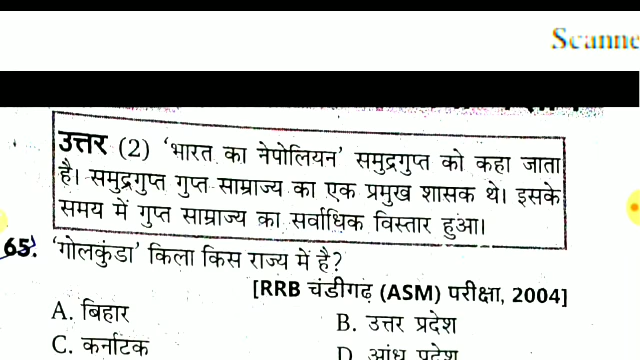 Scanne
उत्तर (2) ‘भारत का नेपोलियन’ समुद्रगुप्त को कहा जाता
है। समुद्रगुप्त गुप्त साम्राज्य का एक प्रमुख शासक थे। इसके
समय में गुप्त साम्राज्य का सर्वाधिक विस्तार हुआ।
65. ‘गोलकुंडा’ किला किस राज्य में है?
[RRB चंडीगढ़ (ASM) परीक्षा, 2004]
A. बिहार
B. उत्तर प्रदेश
C. कर्नाटक
D. आंध्र प्रदेश